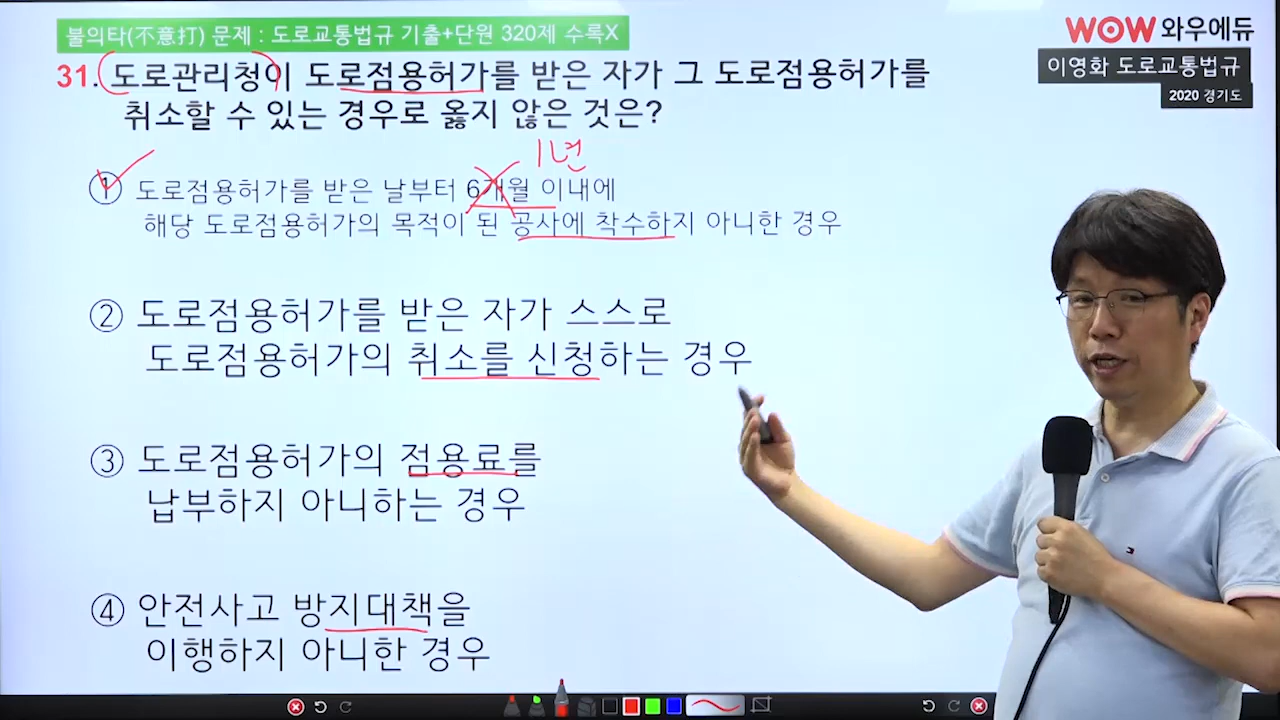 불의타(不意打) 문제 : 도로교통법규 기출+단원 320제 수록X
WOW 와우에듀
이영화 도로교통법규
2020 경기도
31. 도로관리청이 도로점용허가를 받은 자가 그 도로점용허가를
취소할 수 있는 경우로 옳지 않은 것은?
1년
① 도로점용허가를 받은 날부터 6개월 이내에
해당 도로점용허가의 목적이 된 공사에 착수하지 아니한 경우
② 도로점용허가를 받은 자가 스스로
도로점용허가의 취소를 신청하는 경우
③ 도로점용허가의 점용료를
납부하지 아니하는 경우
④ 안전사고 방지대책을
이행하지 아니한 경우